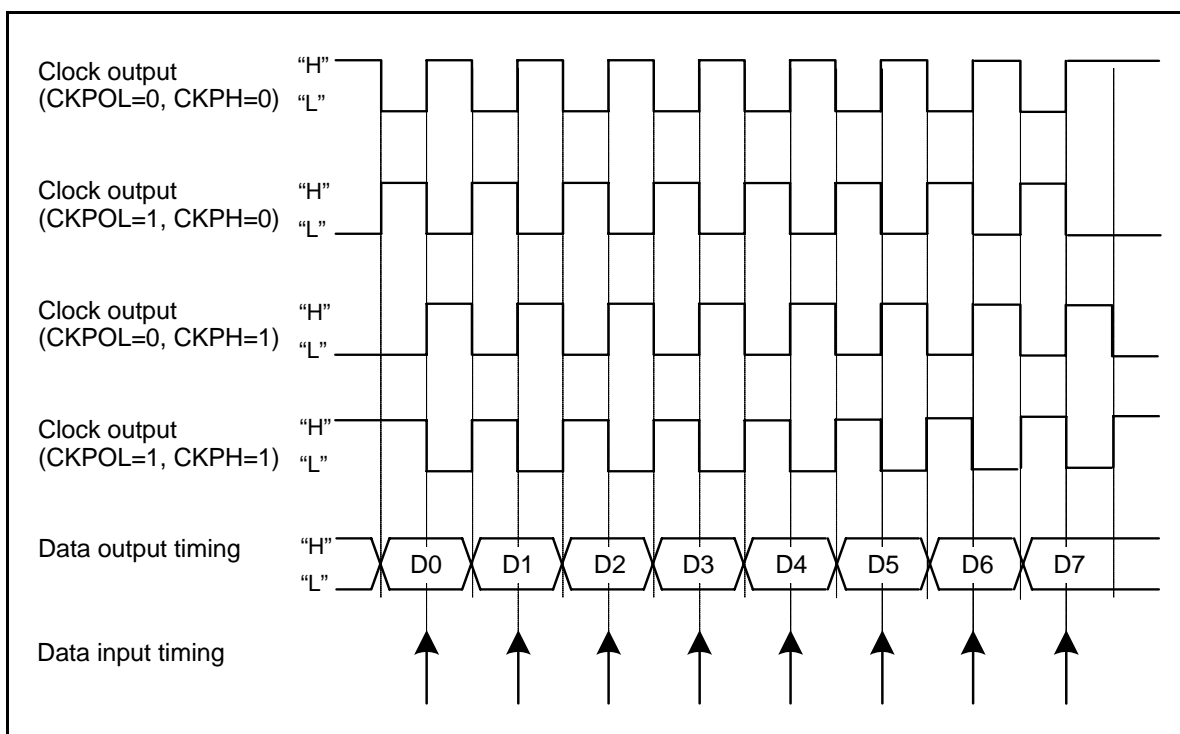 Clock output
(CKPOL=0, CKPH=0)
“H”
“L”
Clock output
(CKPOL=1, CKPH=0)
“H”
“L”
Clock output
(CKPOL=0, CKPH=1)
“H”
“L”
Clock output
(CKPOL=1, CKPH=1)
“H”
“L”
Data output timing
“H”
“L”
D0 D1 D2 D3 D4 D5 D6 D7
Data input timing